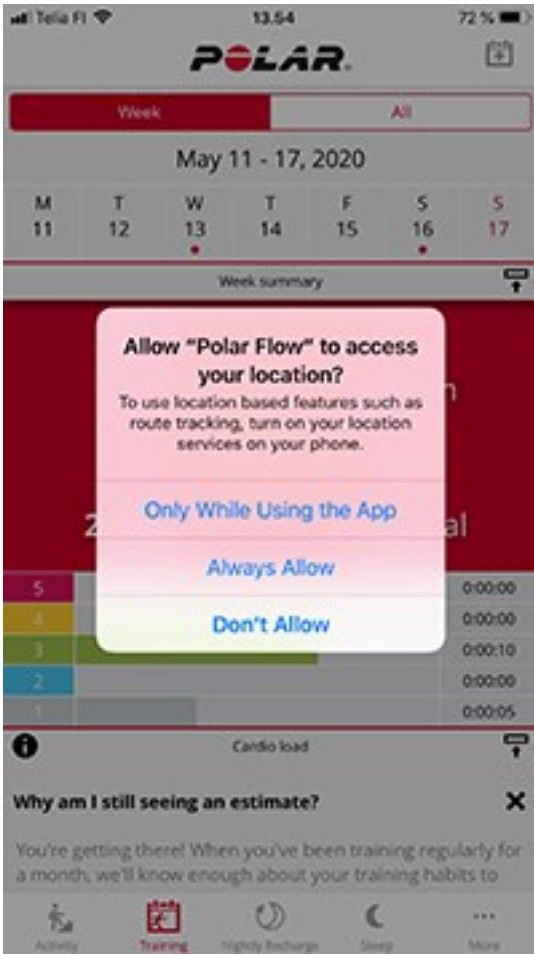 Telia FI 13.54 72 %
POLAR
Week All
May 11 - 17, 2020
M T W T F S S
11 12 13 14 15 16 17
Week summary
Allow “Polar Flow” to access
your location?
To use location based features such as
route tracking, turn on your location
services on your phone.
Only While Using the App
Always Allow
Don’t Allow
2 al
5 0:00:00
4 0:00:00
3 0:00:10
2 0:00:00
1 0:00:05
Cardio load
Why am I still seeing an estimate?
You’re getting there! When you’ve been training regularly for
a month, we’ll know enough about your training habits to
Activity Training Nightly Recharge Sleep More